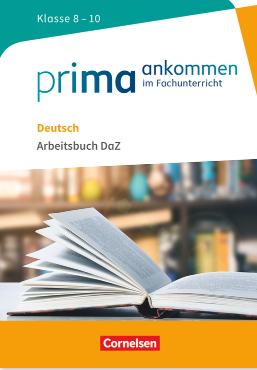 Klasse 8 – 10
prima ankommen
im Fachunterricht
Deutsch
Arbeitsbuch DaZ
Cornelsen